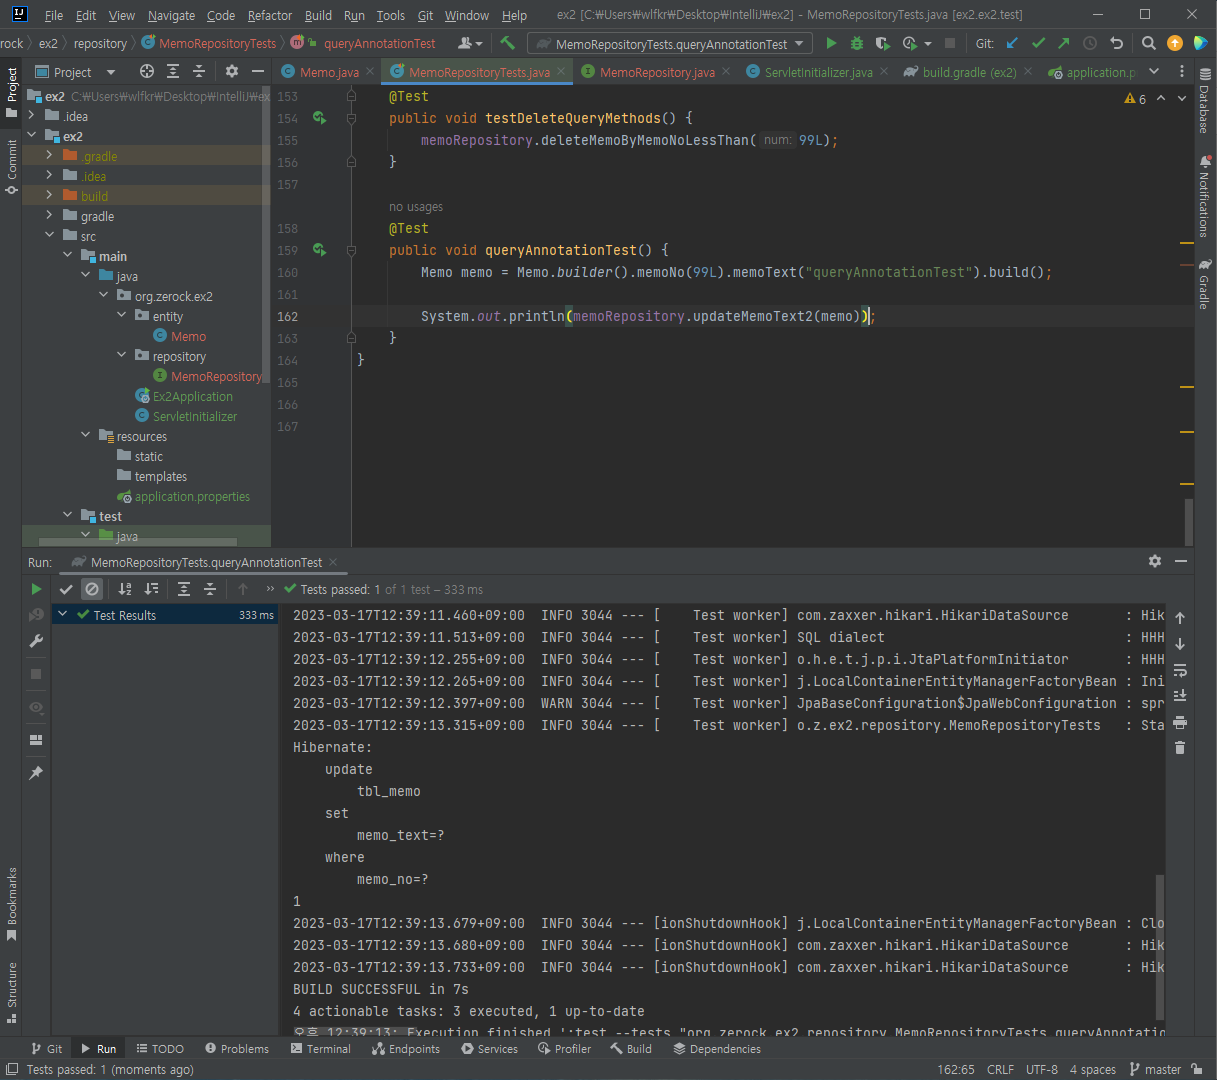 File Edit View Navigate Code Refactor Build Run Tools Git Window Help ex2 [C:₩Users₩wlfkr₩Desktop₩IntelliJ₩ex2] - MemoRepositoryTests.java [ex2.ex2.test]
rock ex2 repository MemoRepositoryTests queryAnnotationTest MemoRepositoryTests.queryAnnotationTest Git:
Project Memo.java MemoRepositoryTests.java MemoRepository.java ServletInitializer.java build.gradle (ex2) application.p
Project
Commit
Bookmarks
Structure
Database
Notifications
Gradle
ex2 C:₩Users₩wlfkr₩Desktop₩IntelliJ₩ex
.idea
ex2
.gradle
.idea
build
gradle
src
main
java
org.zerock.ex2
entity
Memo
repository
MemoRepository
Ex2Application
ServletInitializer
resources
static
templates
application.properties
test
java
6
153 @Test
154 public void testDeleteQueryMethods() {
155 memoRepository.deleteMemoByMemoNoLessThan( num: 99L);
156 }
157
no usages
158 @Test
159 public void queryAnnotationTest() {
160 Memo memo = Memo.builder().memoNo(99L).memoText("queryAnnotationTest").build();
161
162 System.out.println(memoRepository.updateMemoText2(memo));
163 }
164 }
165
166
167
Run: MemoRepositoryTests.queryAnnotationTest
Tests passed: 1 of 1 test – 333 ms
Test Results 333 ms
2023-03-17T12:39:11.460+09:00 INFO 3044 --- [ Test worker] com.zaxxer.hikari.HikariDataSource : Hik
2023-03-17T12:39:11.513+09:00 INFO 3044 --- [ Test worker] SQL dialect : HHH
2023-03-17T12:39:12.255+09:00 INFO 3044 --- [ Test worker] o.h.e.t.j.p.i.JtaPlatformInitiator : HHH
2023-03-17T12:39:12.265+09:00 INFO 3044 --- [ Test worker] j.LocalContainerEntityManagerFactoryBean : Ini
2023-03-17T12:39:12.397+09:00 WARN 3044 --- [ Test worker] JpaBaseConfiguration$JpaWebConfiguration : spr
2023-03-17T12:39:13.315+09:00 INFO 3044 --- [ Test worker] o.z.ex2.repository.MemoRepositoryTests : Sta
Hibernate:
update
tbl_memo
set
memo_text=?
where
memo_no=?
1
2023-03-17T12:39:13.679+09:00 INFO 3044 --- [ionShutdownHook] j.LocalContainerEntityManagerFactoryBean : Clo
2023-03-17T12:39:13.680+09:00 INFO 3044 --- [ionShutdownHook] com.zaxxer.hikari.HikariDataSource : Hik
2023-03-17T12:39:13.733+09:00 INFO 3044 --- [ionShutdownHook] com.zaxxer.hikari.HikariDataSource : Hik
BUILD SUCCESSFUL in 7s
4 actionable tasks: 3 executed, 1 up-to-date
오후 12:39:13: Execution finished ':test --tests "org.zerock.ex2.repository.MemoRepositoryTests.queryAnnotatio
Git Run TODO Problems Terminal Endpoints Services Profiler Build Dependencies
Tests passed: 1 (moments ago) 162:65 CRLF UTF-8 4 spaces master